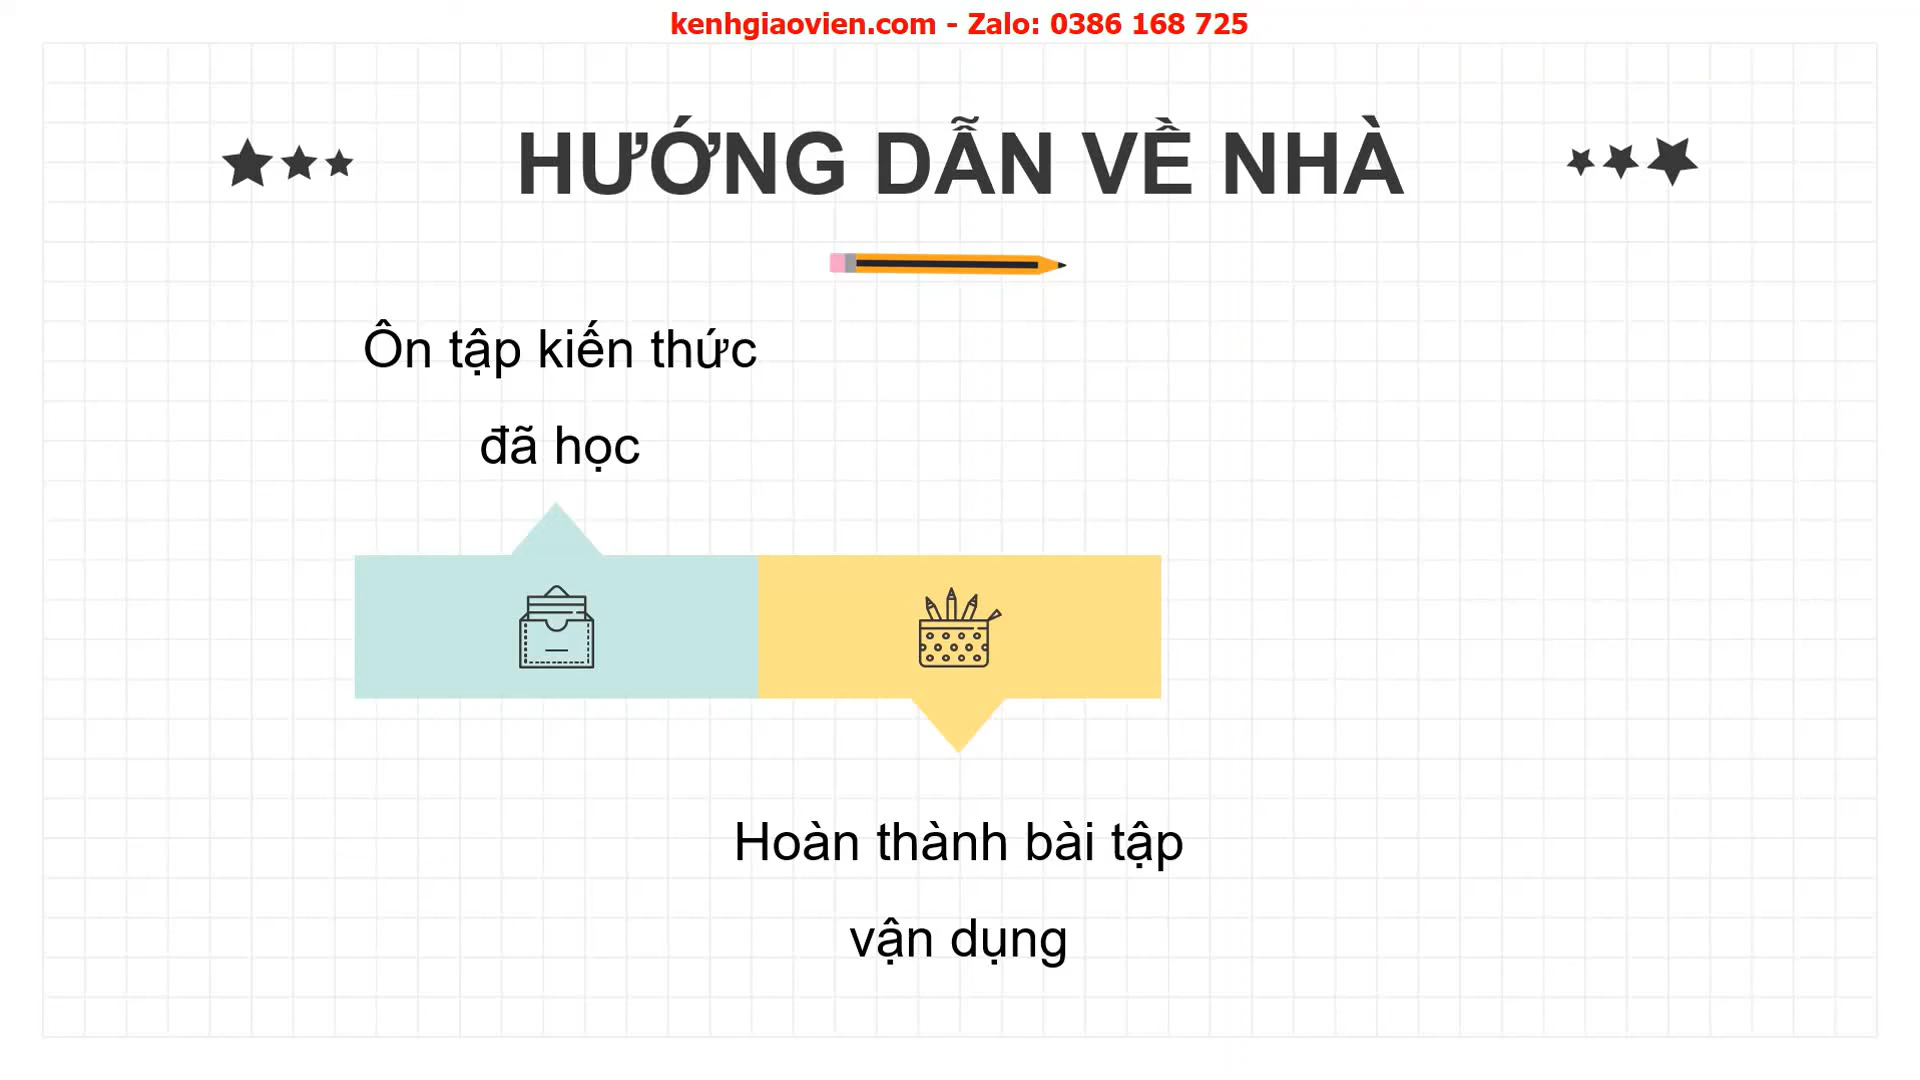 kenhgiaovien.com - Zalo: 0386 168 725
HƯỚNG DẪN VỀ NHÀ
Ôn tập kiến thức
đã học
Hoàn thành bài tập
vận dụng